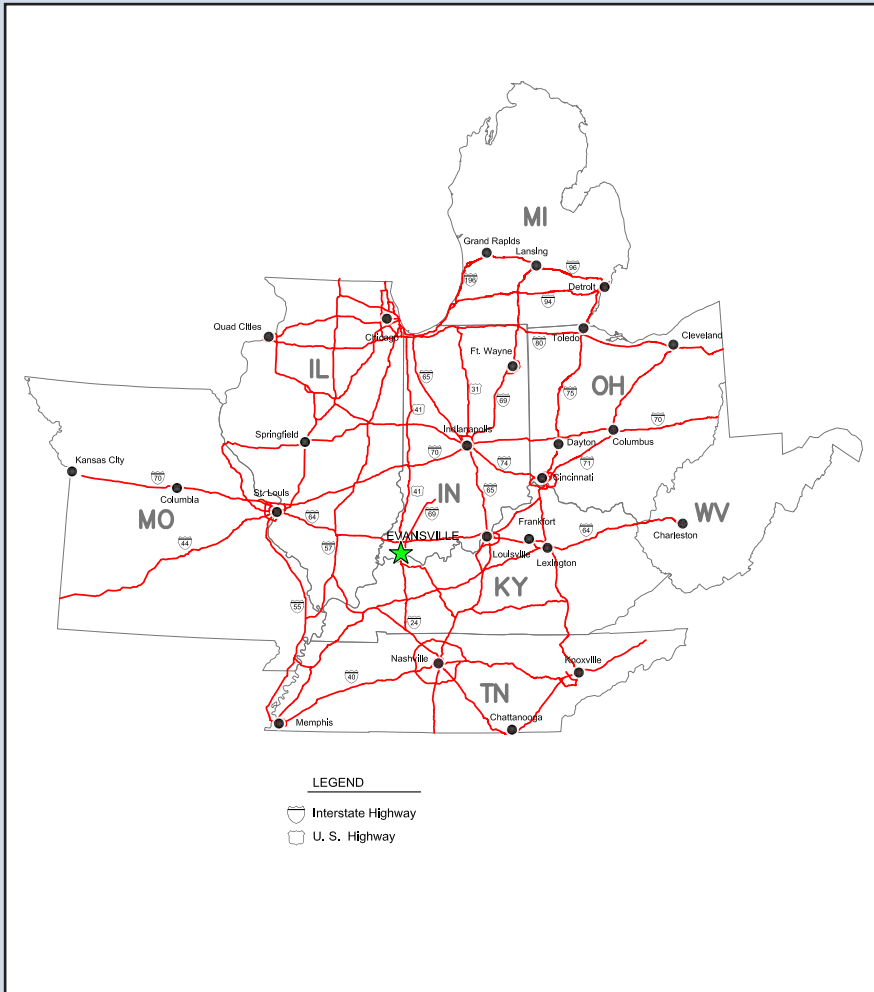 MI
Grand Rapids
Lansing
96
196
Detroit
94
Quad Cities
Chicago
Toledo
Cleveland
80
Ft. Wayne
IL
65
OH
31
75
69
41
70
Indianapolis
Springfield
Dayton
Columbus
70
74
71
Kansas City
Cincinnati
70
St. Louis
41
IN
65
Columbia
MO
64
69
Frankfort
64
WV
EVANSVILLE
Charleston
44
57
Louisville
Lexington
KY
55
24
Nashville
Knoxville
40
TN
Memphis
Chattanooga
LEGEND
Interstate Highway
U. S. Highway